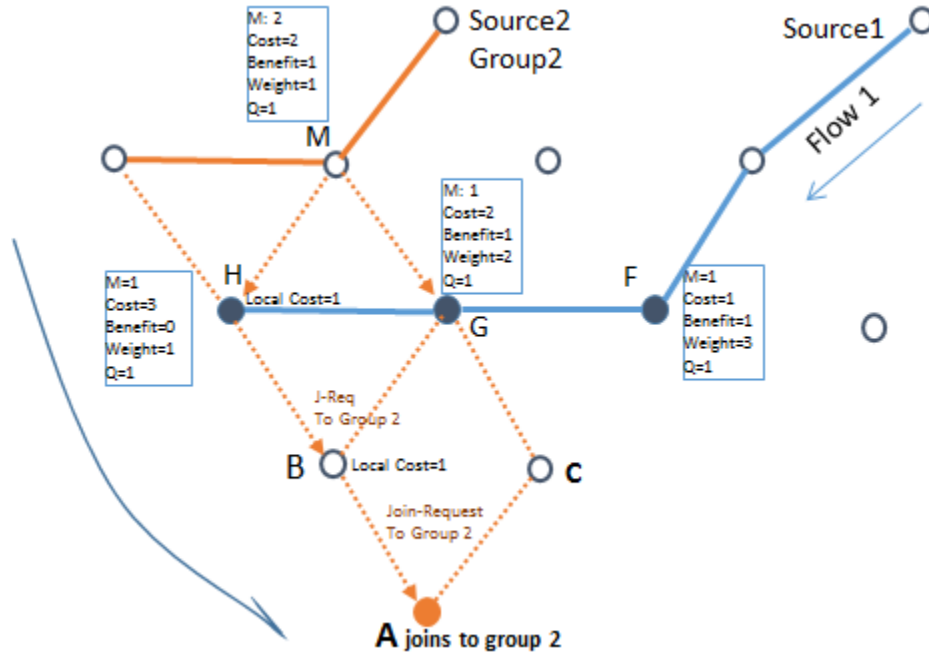 M: 2
Cost=2
Benefit=1
Weight=1
Q=1
Source2
Group2
Source1
Flow 1
M
M: 1
Cost=2
Benefit=1
Weight=2
Q=1
H
F
M=1
Cost=3
Benefit=0
Weight=1
Q=1
Local Cost=1
G
M=1
Cost=1
Benefit=1
Weight=3
Q=1
J-Req
To Group 2
B
Local Cost=1
C
Join-Request
To Group 2
A joins to group 2